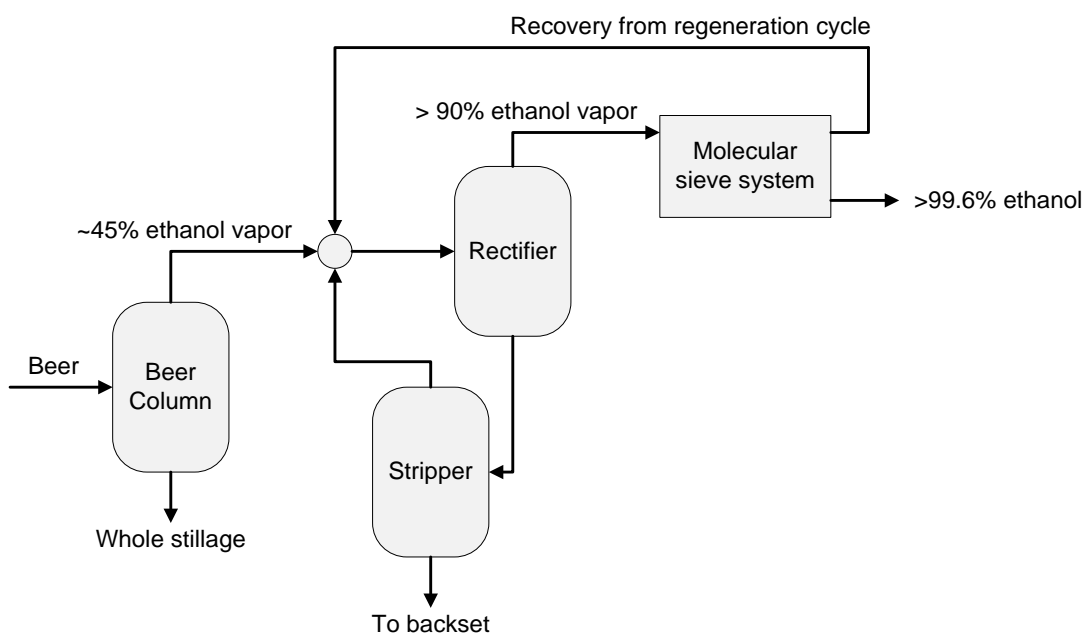 Recovery from regeneration cycle
> 90% ethanol vapor
Molecular
sieve system
>99.6% ethanol
~45% ethanol vapor
Rectifier
Beer
Beer
Column
Stripper
Whole stillage
To backset